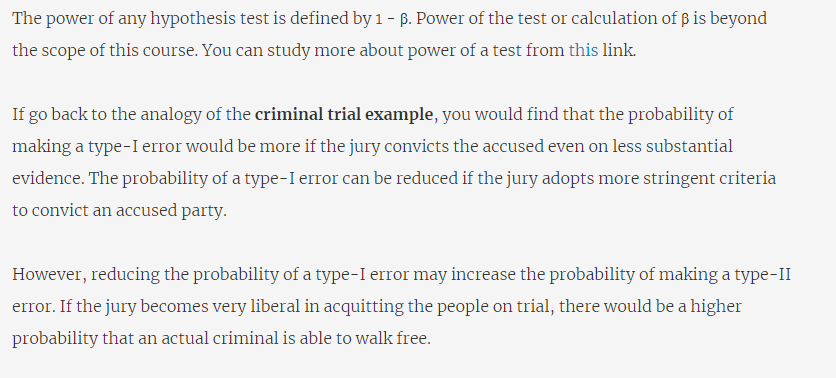 The power of any hypothesis test is defined by 1 - β. Power of the test or calculation of β is beyond
the scope of this course. You can study more about power of a test from this link.
If go back to the analogy of the criminal trial example, you would find that the probability of
making a type-I error would be more if the jury convicts the accused even on less substantial
evidence. The probability of a type-I error can be reduced if the jury adopts more stringent criteria
to convict an accused party.
However, reducing the probability of a type-I error may increase the probability of making a type-II
error. If the jury becomes very liberal in acquitting the people on trial, there would be a higher
probability that an actual criminal is able to walk free.